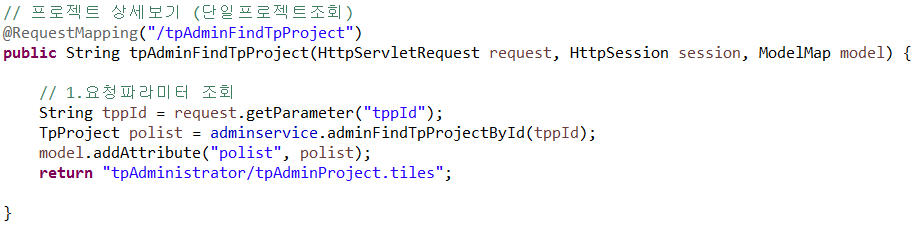 // 프로젝트 상세보기 (단일프로젝트조회)
@RequestMapping("/tpAdminFindTpProject")
public String tpAdminFindTpProject(HttpServletRequest request, HttpSession session, ModelMap model) {
// 1.요청파라미터 조회
String tppId = request.getParameter("tppId");
TpProject polist = adminservice.adminFindTpProjectById(tppId);
model.addAttribute("polist", polist);
return "tpAdministrator/tpAdminProject.tiles";
}